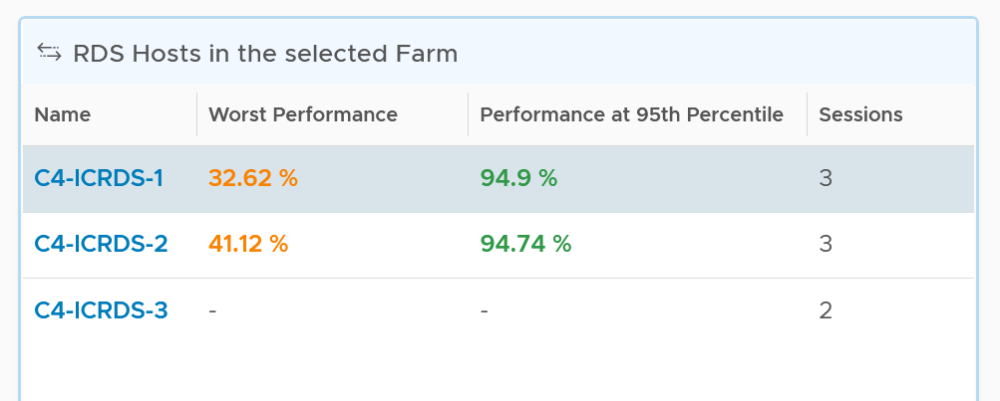 RDS Hosts in the selected Farm
Name Worst Performance Performance at 95th Percentile Sessions
C4-ICRDS-1 32.62 % 94.9 % 3
C4-ICRDS-2 41.12 % 94.74 % 3
C4-ICRDS-3 - - 2